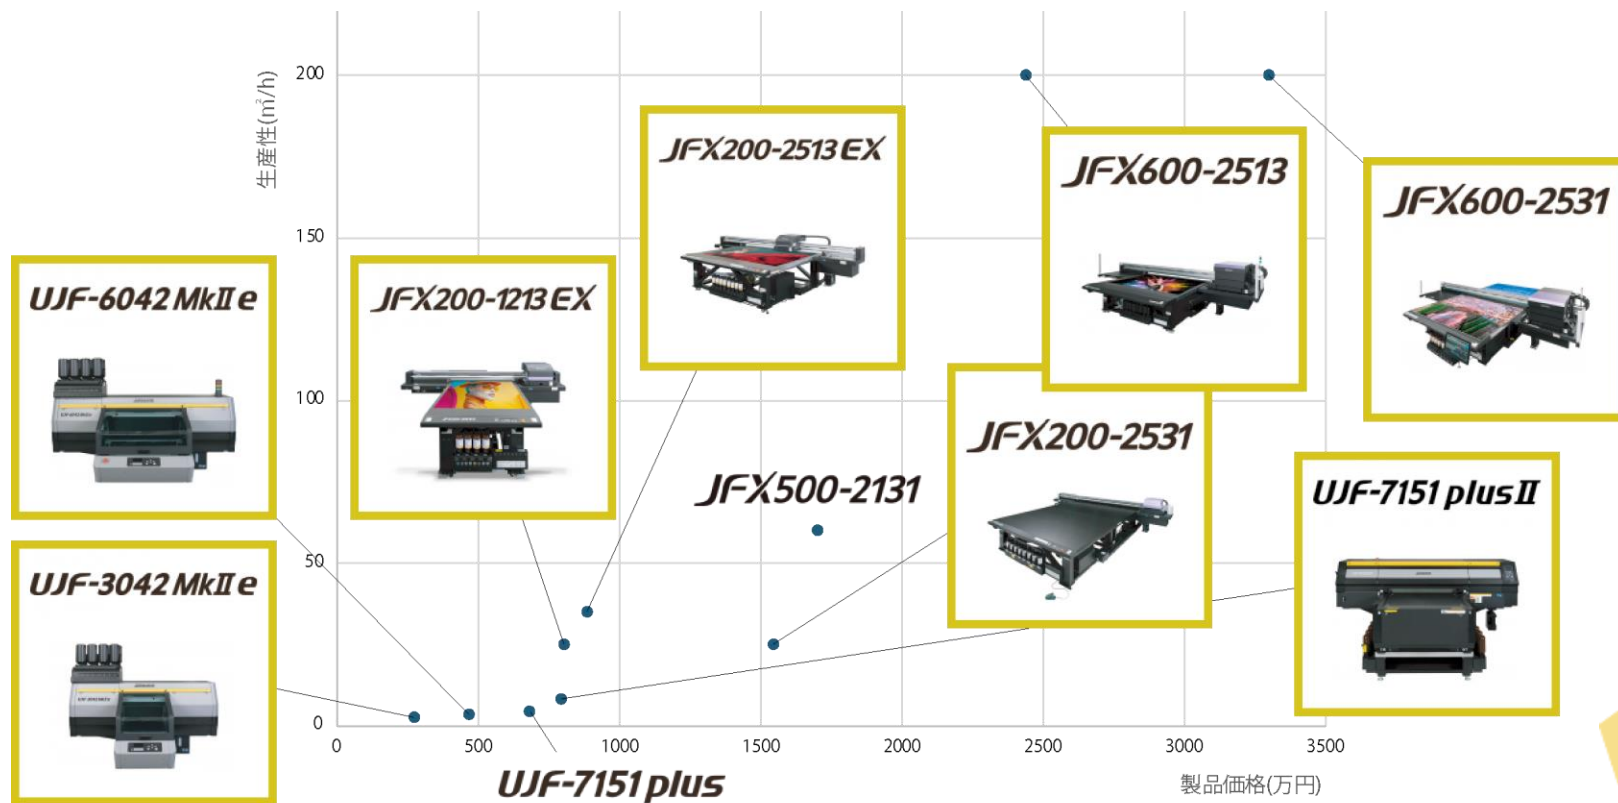 生産性(㎡/h)
200
150
100
50
0
0
500
1000
1500
2000
2500
3000
3500
製品価格(万円)
UJF-6042 MkⅡ e
UJF-3042 MkⅡ e
JFX200-1213 EX
JFX200-2513 EX
JFX600-2513
JFX600-2531
JFX500-2131
JFX200-2531
UJF-7151 plus Ⅱ
UJF-7151 plus